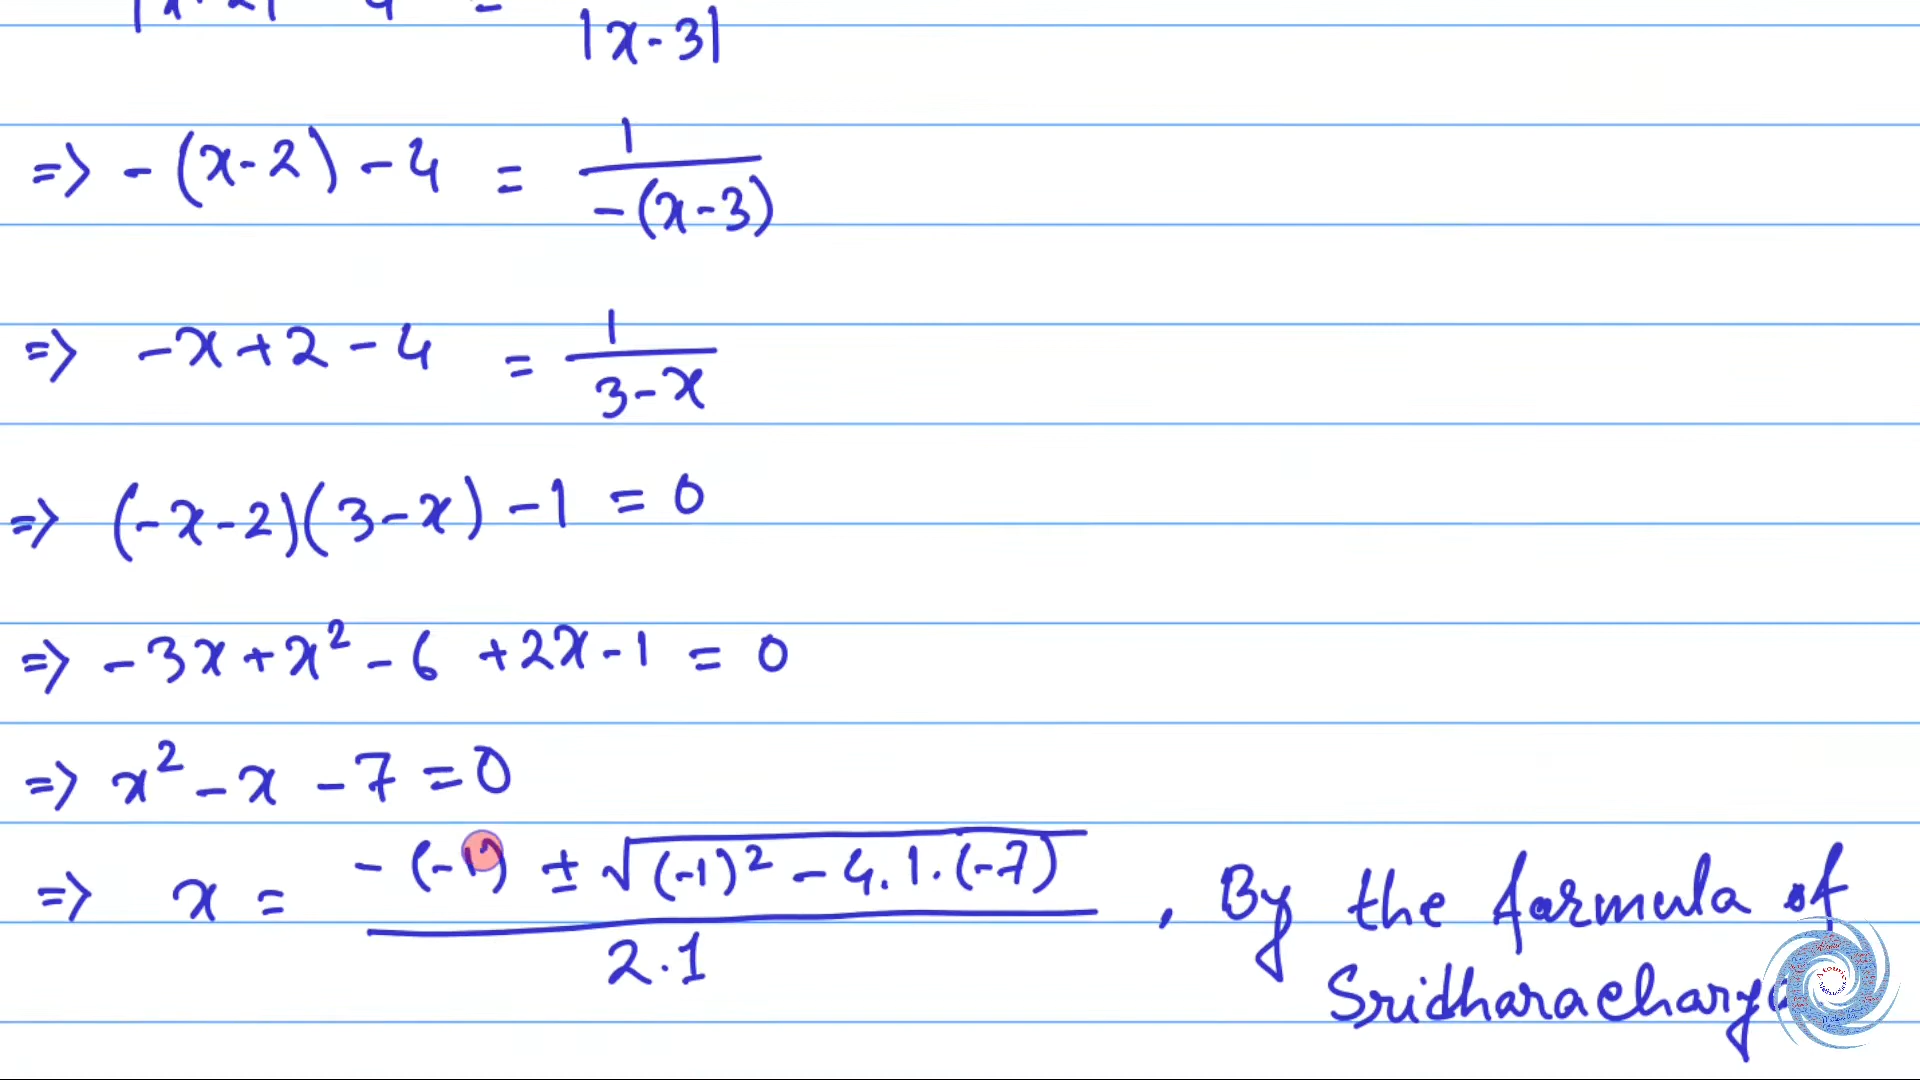 |x-3|
=> -(x-2) - 4 = 1 / -(x-3)
=> -x+2-4 = 1 / 3-x
=> (-x-2)(3-x) -1 = 0
=> -3x+x² -6 +2x-1 = 0
=> x² - x - 7 = 0
=> x = -(-1) ± √(-1)² - 4.1.(-7) / 2.1 , By the formula of
Sridharacharya